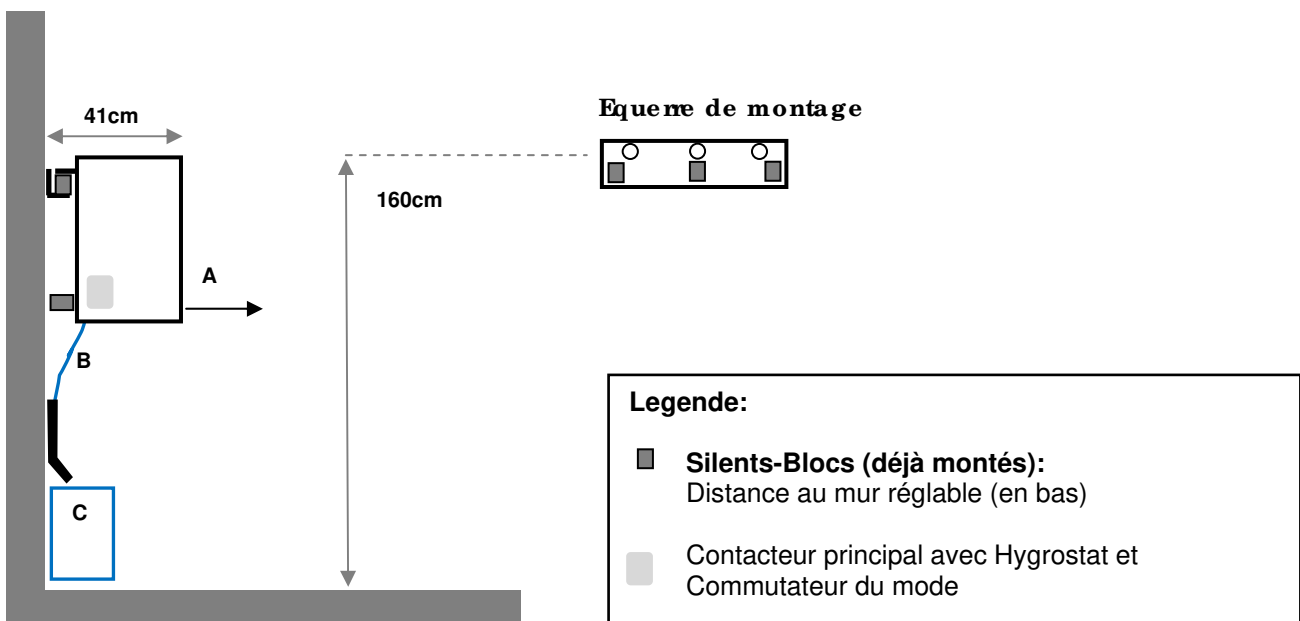 41cm
Equerre de montage
160cm
A
B
C
Legende:
Silents-Blocs (déjà montés):
Distance au mur réglable (en bas)
Contacteur principal avec Hygrostat et
Commutateur du mode